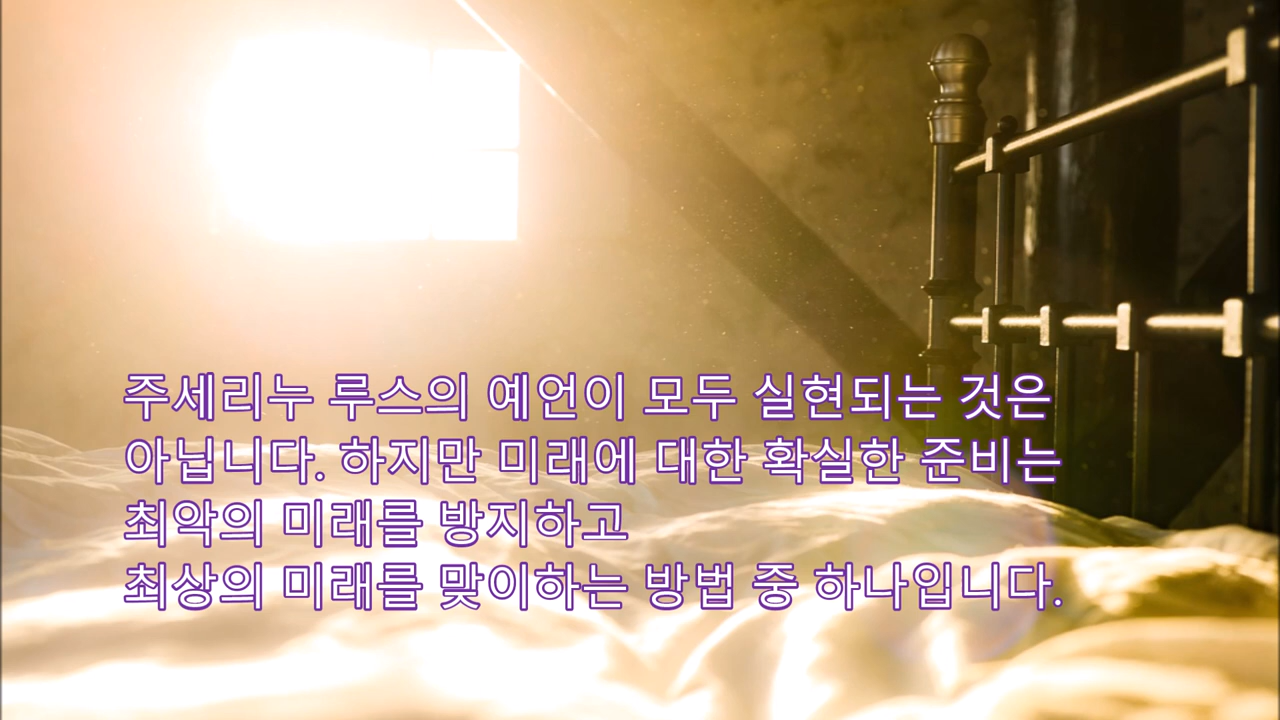 주세리누 루스의 예언이 모두 실현되는 것은
아닙니다. 하지만 미래에 대한 확실한 준비는
최악의 미래를 방지하고
최상의 미래를 맞이하는 방법 중 하나입니다.